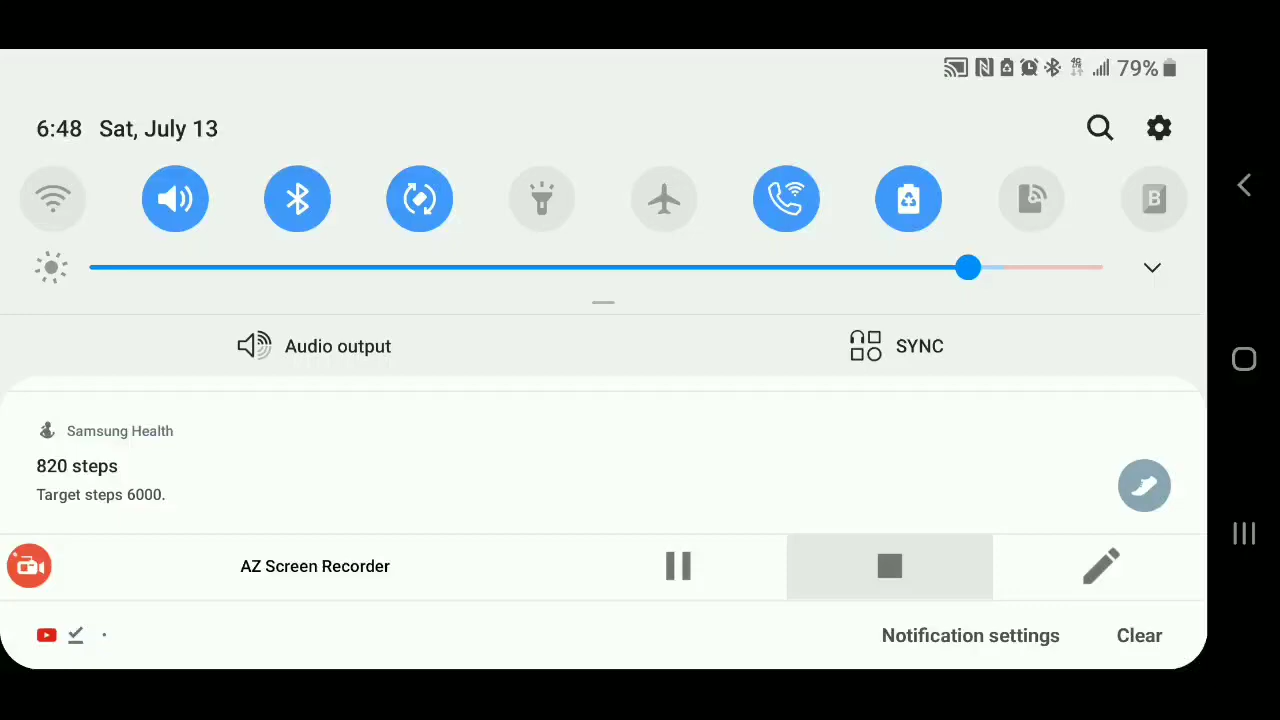 79%
6:48 Sat, July 13
B
Audio output
SYNC
Samsung Health
820 steps
Target steps 6000.
AZ Screen Recorder
Notification settings
Clear